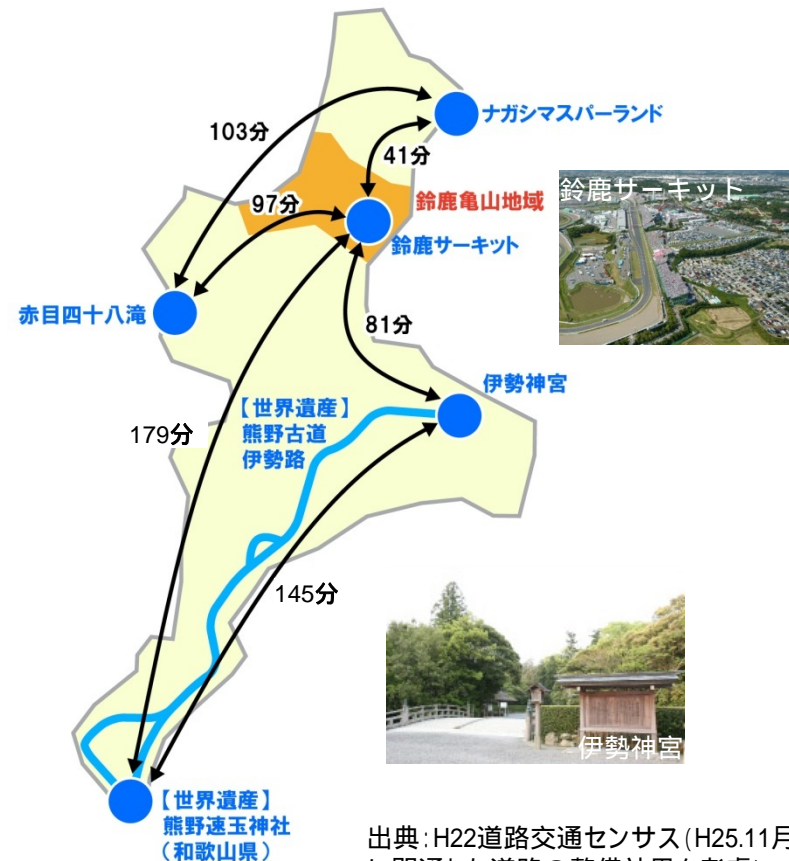 ナガシマスパーランド
103分
41分
鈴鹿サーキット
97分
鈴鹿亀山地域
鈴鹿サーキット
赤目四十八滝
81分
伊勢神宮
【世界遺産】
熊野古道
伊勢路
179分
145分
伊勢神宮
【世界遺産】
熊野速玉神社
(和歌山県)
出典:H22道路交通センサス(H25.11月